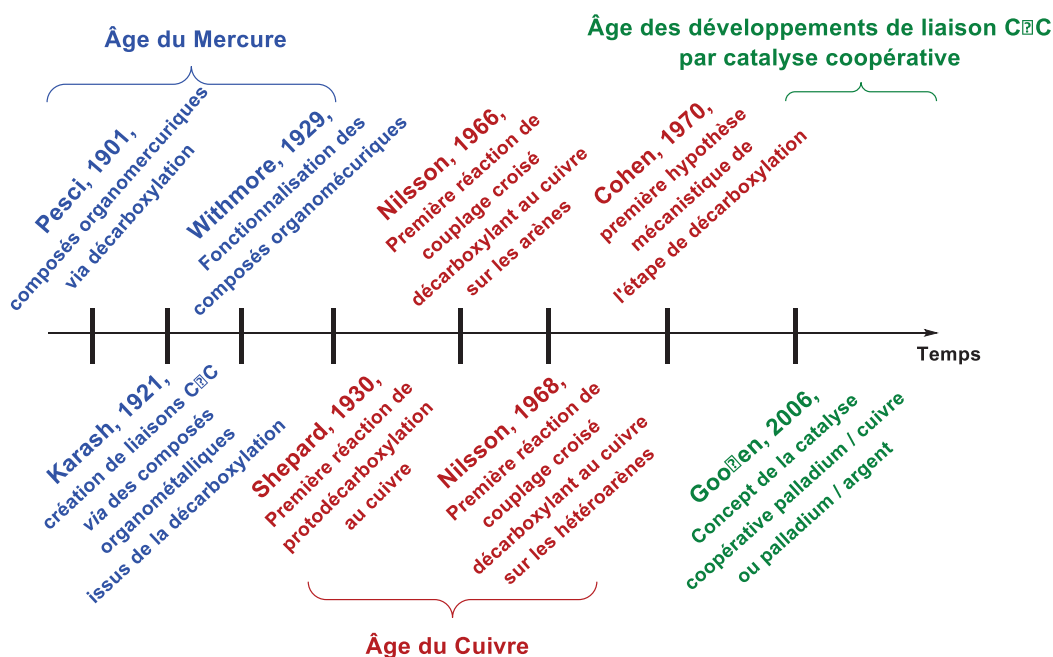 Âge du Mercure
Âge des développements de liaison C⍰C
par catalyse coopérative
Pesci, 1901,
composés organomercuriques
via décarboxylation
Withmore, 1929,
Fonctionnalisation des
composés organomécuriques
Nilsson, 1966,
Première réaction de
couplage croisé
décarboxylant au cuivre
sur les arènes
Cohen, 1970,
première hypothèse
mécanistique de
l'étape de décarboxylation
Temps
Karash, 1921,
création de liaisons C⍰C
via des composés
organométalliques
issus de la décarboxylation
Shepard, 1930,
Première réaction de
protodécarboxylation
au cuivre
Nilsson, 1968,
Première réaction de
couplage croisé
décarboxylant au cuivre
sur les hétéroarènes
Goo⍰en, 2006,
Concept de la catalyse
coopérative palladium / cuivre
ou palladium / argent
Âge du Cuivre